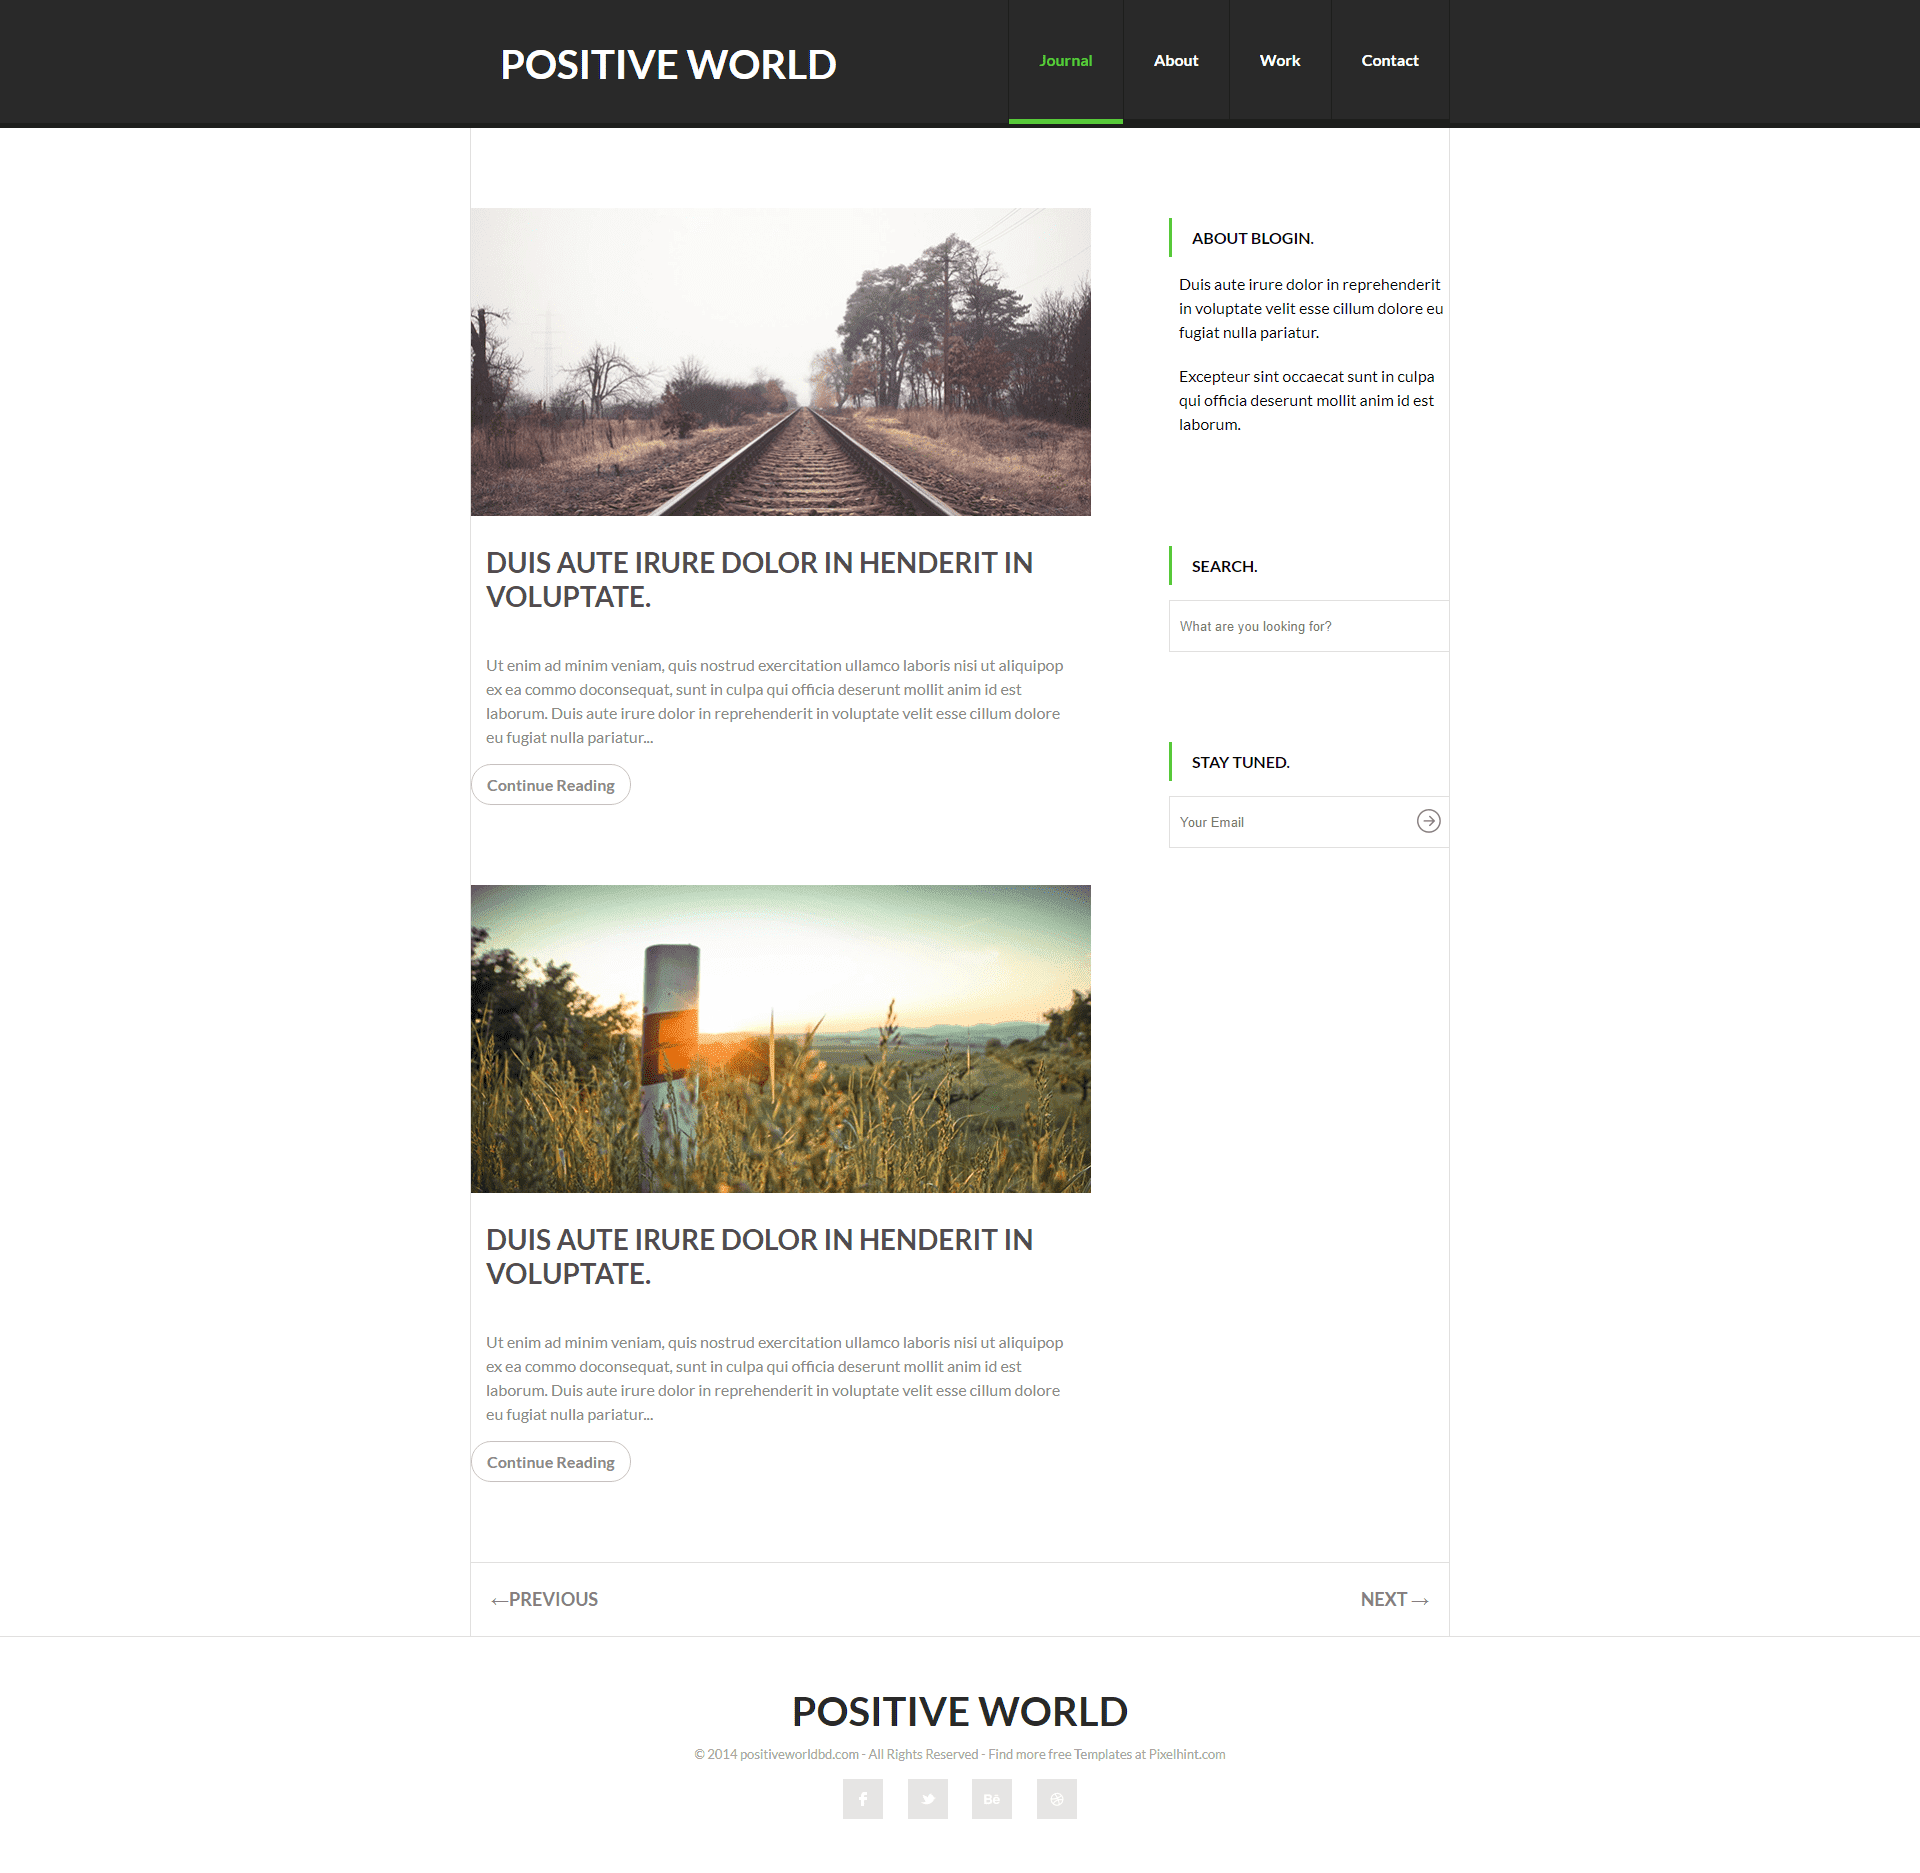 POSITIVE WORLD
Journal
About
Work
Contact
DUIS AUTE IRURE DOLOR IN HENDERIT IN
VOLUPTATE.
Ut enim ad minim veniam, quis nostrud exercitation ullamco laboris nisi ut aliquipop
ex ea commo doconsequat, sunt in culpa qui officia deserunt mollit anim id est
laborum. Duis aute irure dolor in reprehenderit in voluptate velit esse cillum dolore
eu fugiat nulla pariatur...
Continue Reading
DUIS AUTE IRURE DOLOR IN HENDERIT IN
VOLUPTATE.
Ut enim ad minim veniam, quis nostrud exercitation ullamco laboris nisi ut aliquipop
ex ea commo doconsequat, sunt in culpa qui officia deserunt mollit anim id est
laborum. Duis aute irure dolor in reprehenderit in voluptate velit esse cillum dolore
eu fugiat nulla pariatur...
Continue Reading
ABOUT BLOGIN.
Duis aute irure dolor in reprehenderit
in voluptate velit esse cillum dolore eu
fugiat nulla pariatur.
Excepteur sint occaecat sunt in culpa
qui officia deserunt mollit anim id est
laborum.
SEARCH.
What are you looking for?
STAY TUNED.
Your Email
←PREVIOUS
NEXT →
POSITIVE WORLD
© 2014 positiveworldbd.com - All Rights Reserved - Find more free Templates at Pixelhint.com
Bē